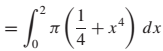 = ∫₀² π (1/4 + x⁴) dx